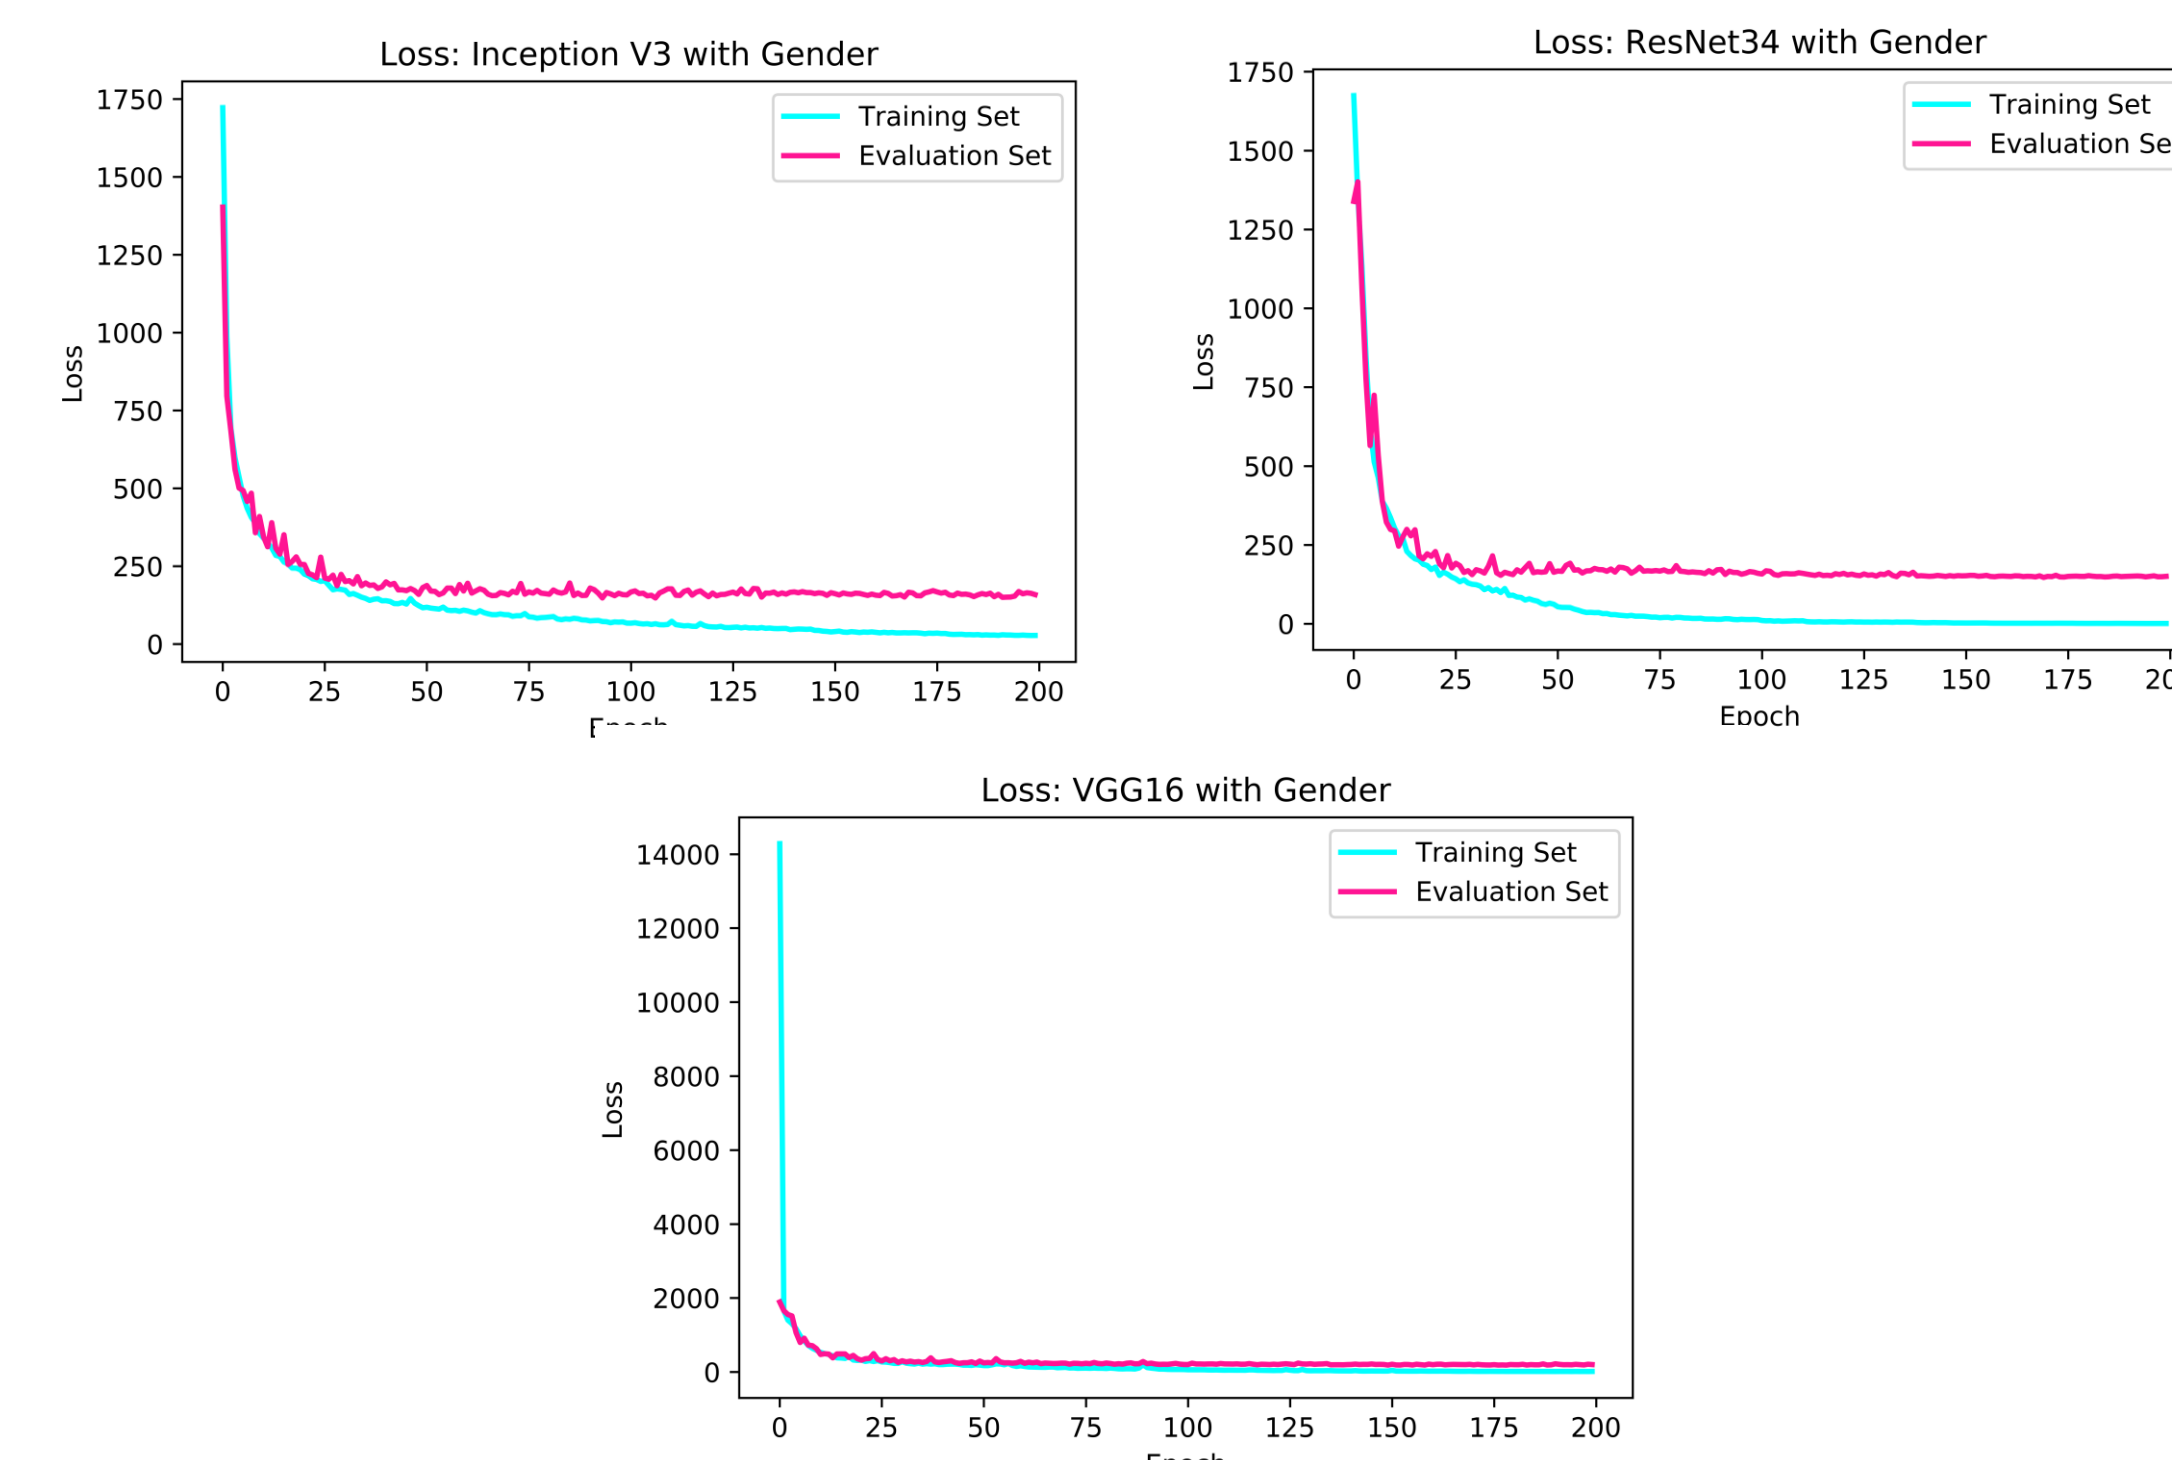 Loss: Inception V3 with Gender
1750
1500
1250
1000
750
500
250
0
Loss
0 25 50 75 100 125 150 175 200
Training Set
Evaluation Set
Loss: ResNet34 with Gender
1750
1500
1250
1000
750
500
250
0
Loss
0 25 50 75 100 125 150 175
Epoch
Training Set
Evaluation Se
Loss: VGG16 with Gender
14000
12000
10000
8000
6000
4000
2000
0
Loss
0 25 50 75 100 125 150 175 200
Training Set
Evaluation Set